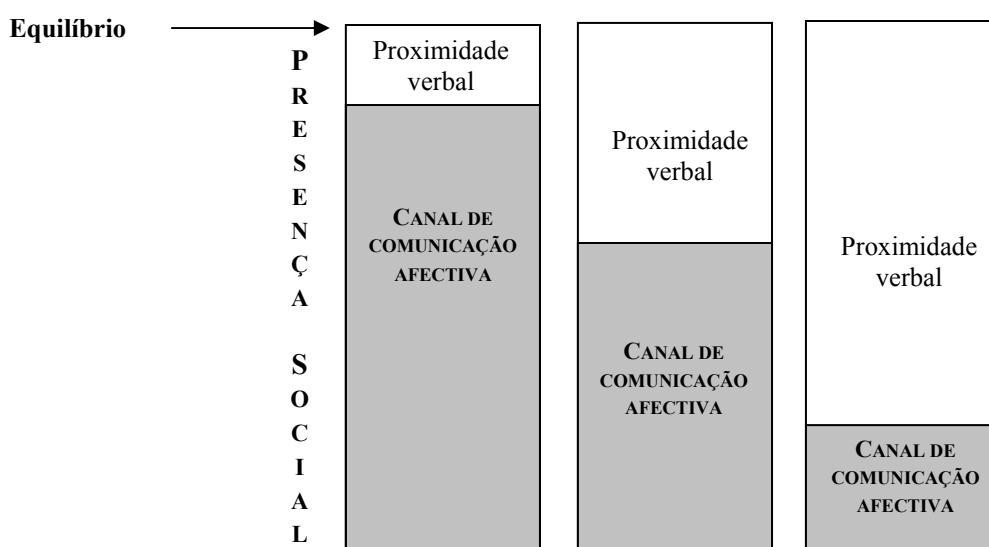 Equilíbrio
P
R
E
S
E
N
Ç
A
S
O
C
I
A
L
Proximidade
verbal
CANAL DE
COMUNICAÇÃO
AFECTIVA
Proximidade
verbal
CANAL DE
COMUNICAÇÃO
AFECTIVA
Proximidade
verbal
CANAL DE
COMUNICAÇÃO
AFECTIVA